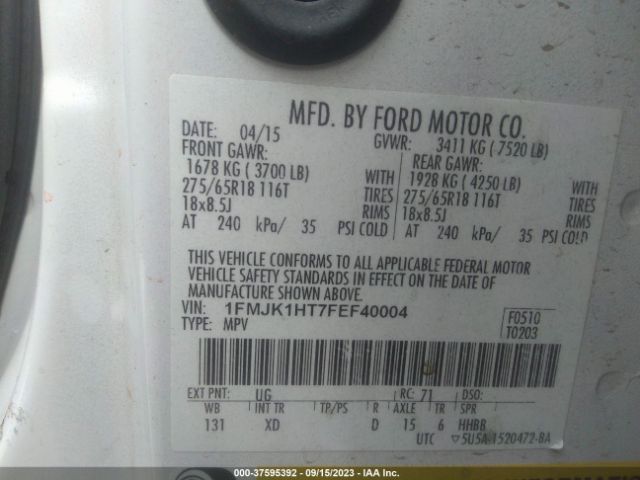 MFD. BY FORD MOTOR CO.
DATE: 04/15 GVWR: 3411 KG ( 7520 LB)
FRONT GAWR: REAR GAWR:
1678 KG ( 3700 LB) WITH 1928 KG ( 4250 LB) WITH
275/65R18 116T TIRES 275/65R18 116T TIRES
18x8.5J RIMS 18x8.5J RIMS
AT 240 kPa/ 35 PSI COLD AT 240 kPa/ 35 PSI COLD
THIS VEHICLE CONFORMS TO ALL APPLICABLE FEDERAL MOTOR
VEHICLE SAFETY STANDARDS IN EFFECT ON THE DATE OF
MANUFACTURE SHOWN ABOVE.
VIN: 1FMJK1HT7FEF40004 F0510
TYPE: MPV T0203
EXT PNT: UG RC: 71 DSO:
WB INT TR TP/PS R AXLE TR SPR
131 XD D 15 6 HHBB
UTC ▽5U5A-1520472-BA
000-37595392 - 09/15/2023 - IAA Inc.